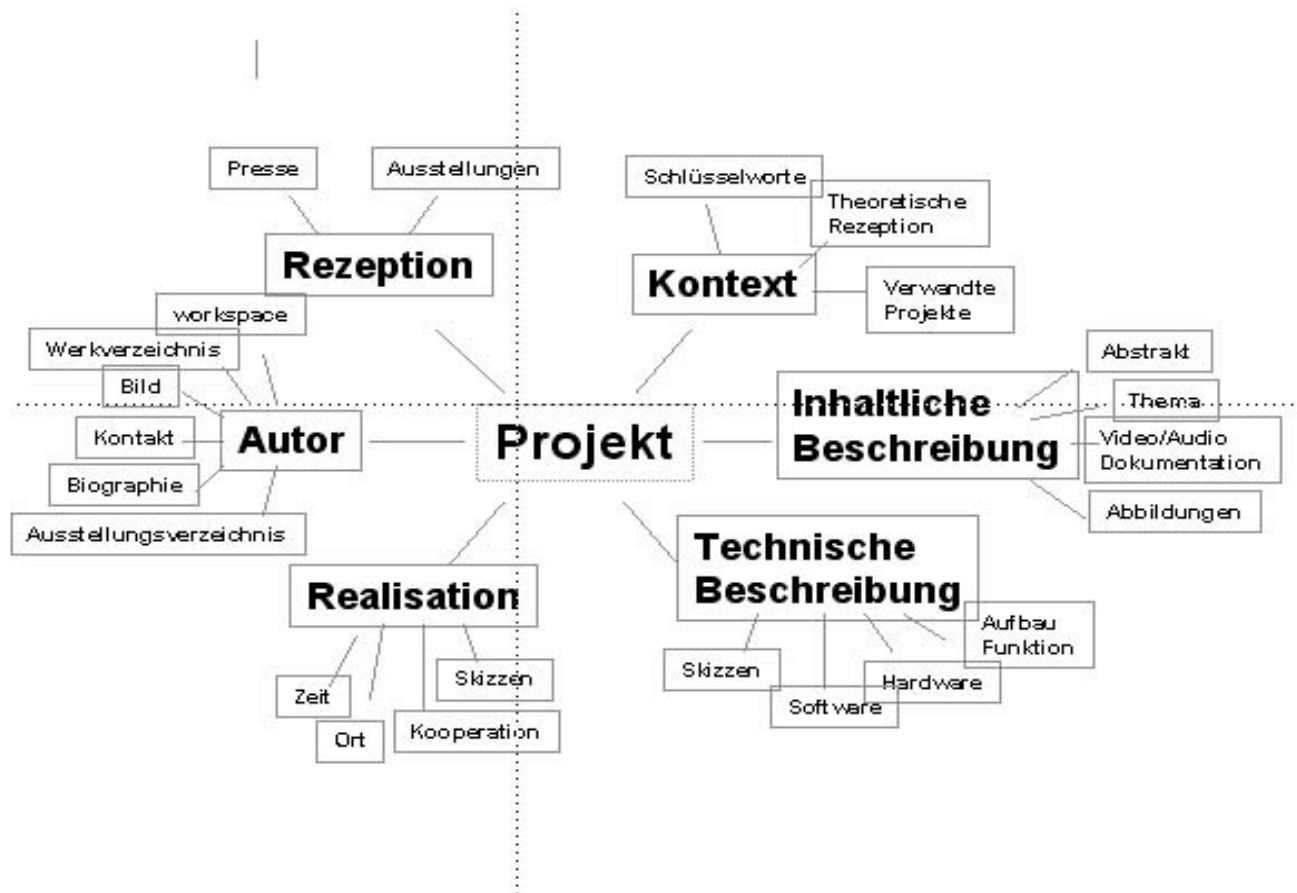 Presse
Ausstellungen
Rezeption
Schlüsselworte
Theoretische
Rezeption
Kontext
Verwandte
Projekte
workspace
Werkverzeichnis
Bild
Kontakt
Biographie
Ausstellungsverzeichnis
Autor
Projekt
Inhaltliche
Beschreibung
Abstrakt
Thema
Video/Audio
Dokumentation
Abbildungen
Realisation
Zeit
Ort
Kooperation
Skizzen
Technische
Beschreibung
Skizzen
Software
Hardware
Aufbau
Funktion